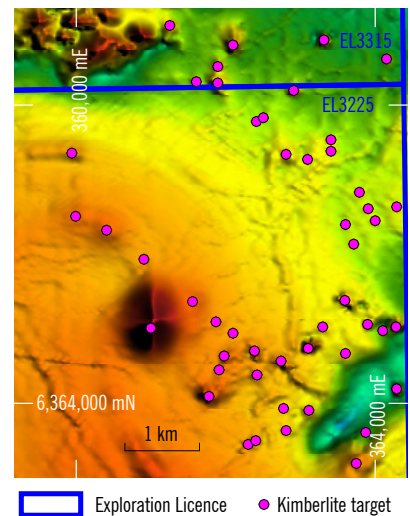 EL3315
360,000 mE
EL3225
6,364,000 mN
364,000 mE
1 km
Exploration Licence
Kimberlite target